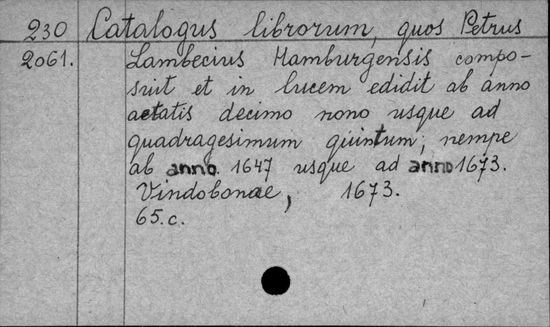 230 Catalogus librorum, quos Petrus
2061. Lambecius Hamburgensis compo-
suit et in lucem edidit ab anno
aetatis decimo nono usque ad
quadragesimum quintum; nempe
ab anno 1647 usque ad anno 1673.
Vindobonae, 1673.
65.c.